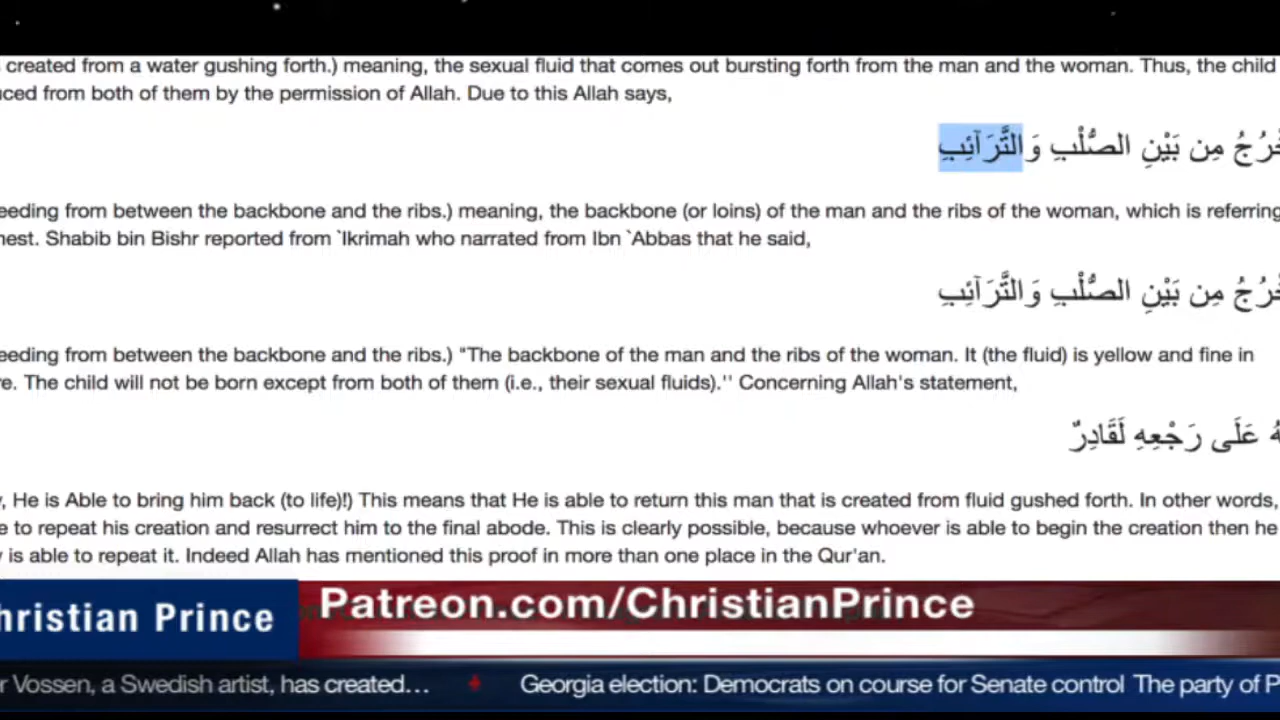 created from a water gushing forth.) meaning, the sexual fluid that comes out bursting forth from the man and the woman. Thus, the child
from both of them by the permission of Allah. Due to this Allah says,
مِن بَيْنِ الصُّلْبِ وَالتَّرَآئِبِ
from between the backbone and the ribs.) meaning, the backbone (or loins) of the man and the ribs of the woman, which is referring
Shabib bin Bishr reported from `Ikrimah who narrated from Ibn `Abbas that he said,
مِن بَيْنِ الصُّلْبِ وَالتَّرَآئِبِ
from between the backbone and the ribs.) "The backbone of the man and the ribs of the woman. It (the fluid) is yellow and fine in
The child will not be born except from both of them (i.e., their sexual fluids).'' Concerning Allah's statement,
عَلَى رَجْعِهِ لَقَادِرٌ
He is Able to bring him back (to life)!) This means that He is able to return this man that is created from fluid gushed forth. In other words,
to repeat his creation and resurrect him to the final abode. This is clearly possible, because whoever is able to begin the creation then he
is able to repeat it. Indeed Allah has mentioned this proof in more than one place in the Qur'an.
Patreon.com/ChristianPrince
hristian Prince
r Vossen, a Swedish artist, has created... Georgia election: Democrats on course for Senate control The party of P